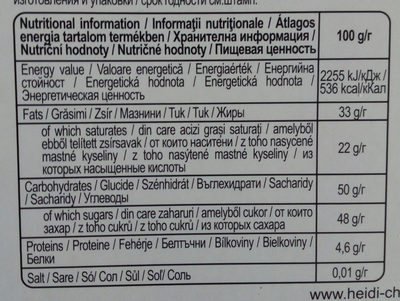 изготовления и упаковки / срок годности см.штамп.
Nutritional information / Informaţii nutriţionale / Átlagos
energia tartalom termékben / Хранителна информация /
Nutriční hodnoty / Nutričné hodnoty / Пищевая ценность
100 g/г
Energy value / Valoare energetică / Energiaérték / Енергийна
стойност / Energetická hodnota / Energetická hodnota /
Энергетическая ценность
2255 kJ/кДж /
536 kcal/кКал
Fats / Grăsimi / Zsír / Мазнини / Tuk / Tuk / Жиры
33 g/г
of which saturates / din care acizi graşi saturaţi / amelyből
ebből telített zsírsavak / от които наситени / z toho nasycené
mastné kyseliny / z toho nasýtené mastné kyseliny / из
которых насыщенные кислоты
22 g/г
Carbohydrates / Glucide / Szénhidrát / Въглехидрати / Sacharidy
/ Sacharidy / Углеводы
50 g/г
of which sugars / din care zaharuri / amelyből cukor / от които
захар / z toho cukrů / z toho cukrů / из которых сахара
48 g/г
Proteins / Proteine / Fehérje / Белтъчни / Bílkoviny / Bielkoviny /
Белки
4,6 g/г
Salt / Sare / Só/ Сол / Sůl / Soľ/ Соль
0,01 g/г
www.heidi-ch